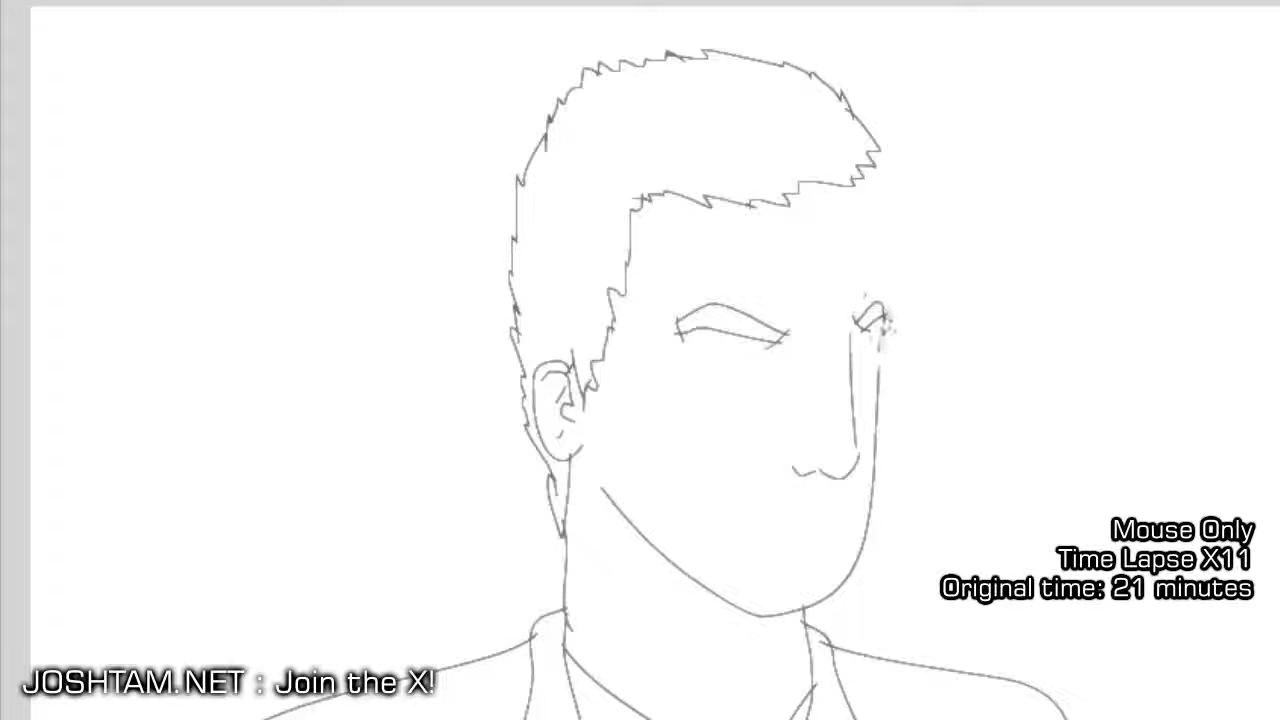 Mouse Only
Time Lapse X11
Original time: 21 minutes
JOSHTAM.NET : Join the X!